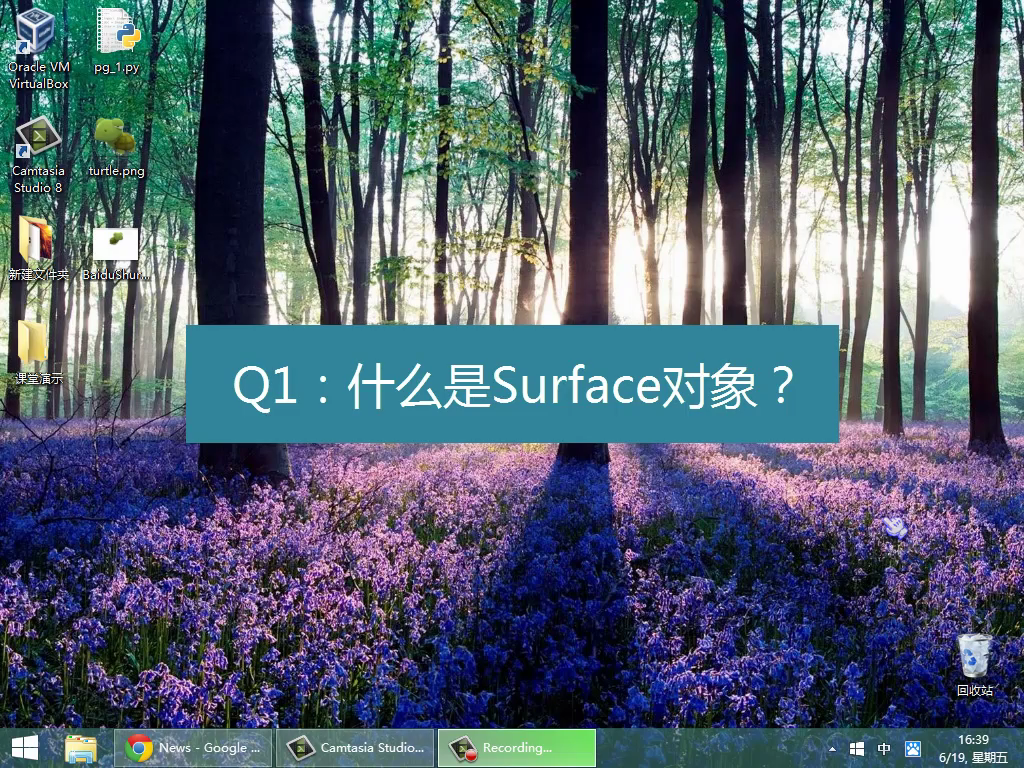 Oracle VM
VirtualBox
pg_1.py
Camtasia
Studio 8
turtle.png
新建文件夹
BaiduShur...
课堂演示
Q1：什么是Surface对象？
回收站
News - Google ...
Camtasia Studio...
Recording...
中
16:39
6/19, 星期五